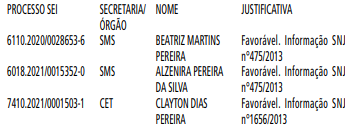 PROCESSO SEI SECRETARIA/ NOME JUSTIFICATIVA
ÓRGÃO
6110.2020/0028653-6 SMS BEATRIZ MARTINS Favorável. Informação SNJ
PEREIRA nº475/2013
6018.2021/0015352-0 SMS ALZENIRA PEREIRA Favorável. Informação SNJ
DA SILVA nº475/2013
7410.2021/0001503-1 CET CLAYTON DIAS Favorável. Informação SNJ
PEREIRA nº1656/2013